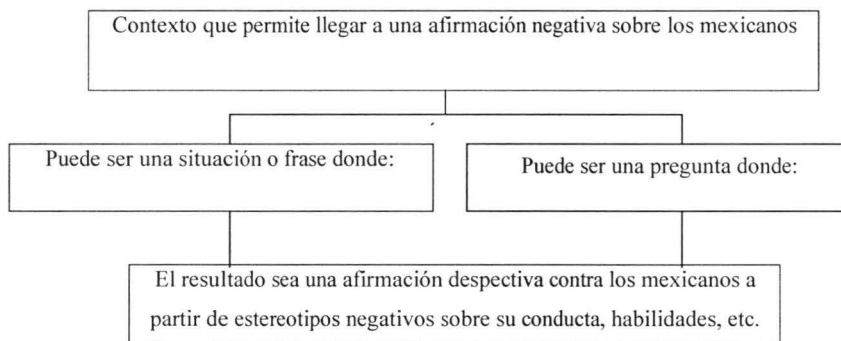 Contexto que permite llegar a una afirmación negativa sobre los mexicanos
Puede ser una situación o frase donde:
Puede ser una pregunta donde:
El resultado sea una afirmación despectiva contra los mexicanos a
partir de estereotipos negativos sobre su conducta, habilidades, etc.